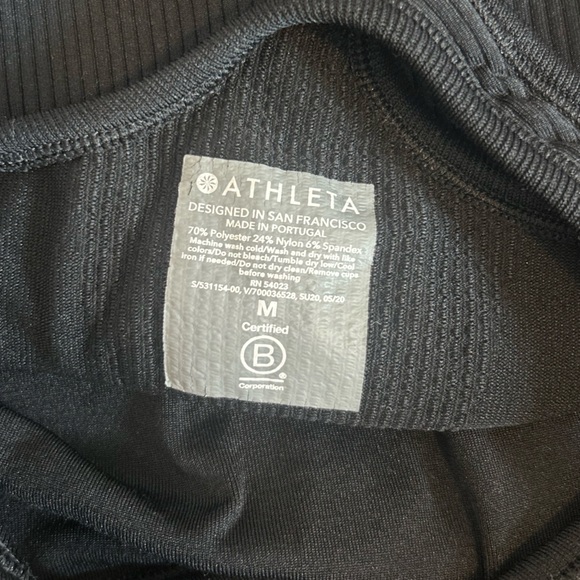 ATHLETA
DESIGNED IN SAN FRANCISCO
MADE IN PORTUGAL
70% Polyester 24% Nylon 6% Spandex
Machine wash cold/Wash and dry with like
colors/Do not bleach/Tumble dry low/Cool
iron if needed/Do not dry clean/Remove cups
before washing
RN 54023
S/531154-00, V/700036528, SU20, 05/20
M
Certified
B
®
Corporation